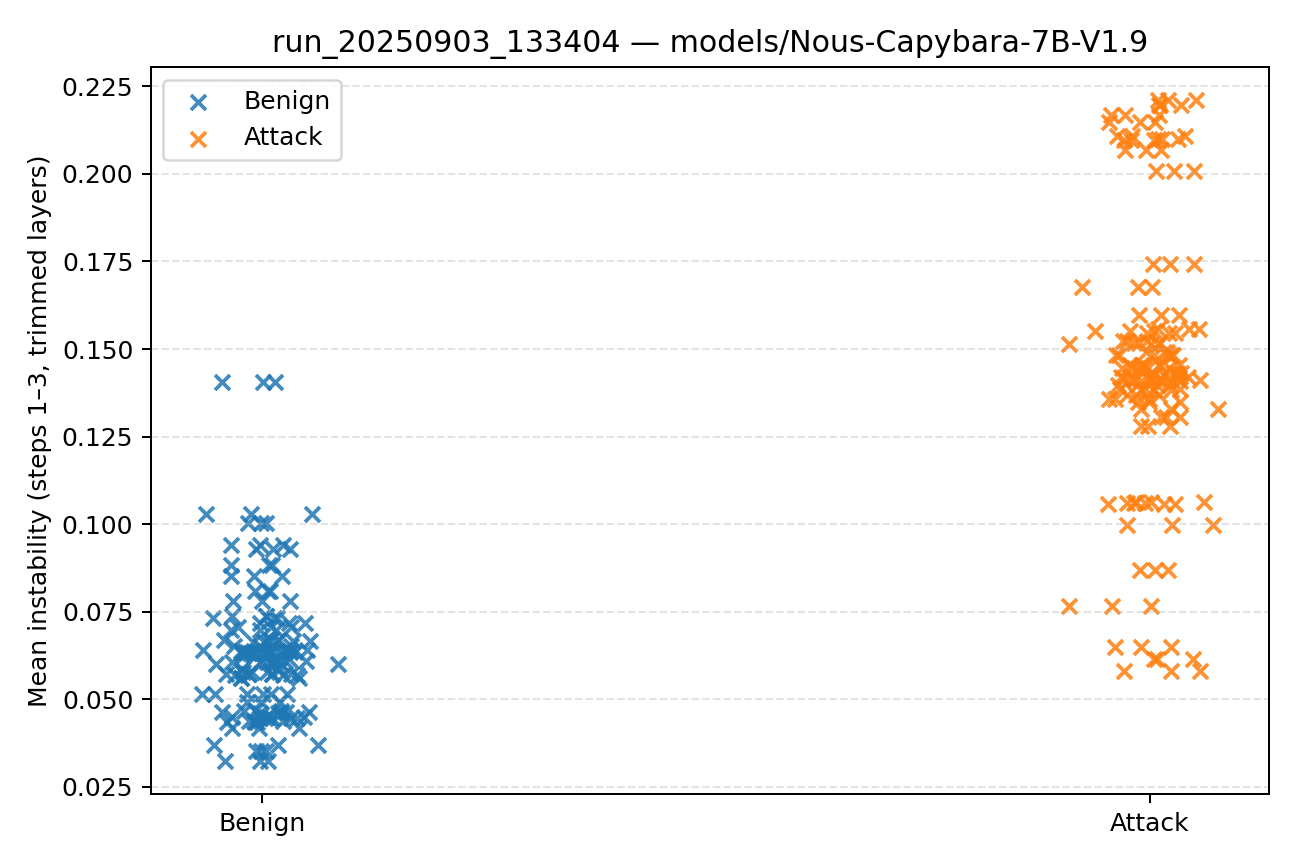 run_20250903_133404 — models/Nous-Capybara-7B-V1.9
Mean instability (steps 1–3, trimmed layers)
0.225
0.200
0.175
0.150
0.125
0.100
0.075
0.050
0.025
Benign
Attack
Benign
Attack